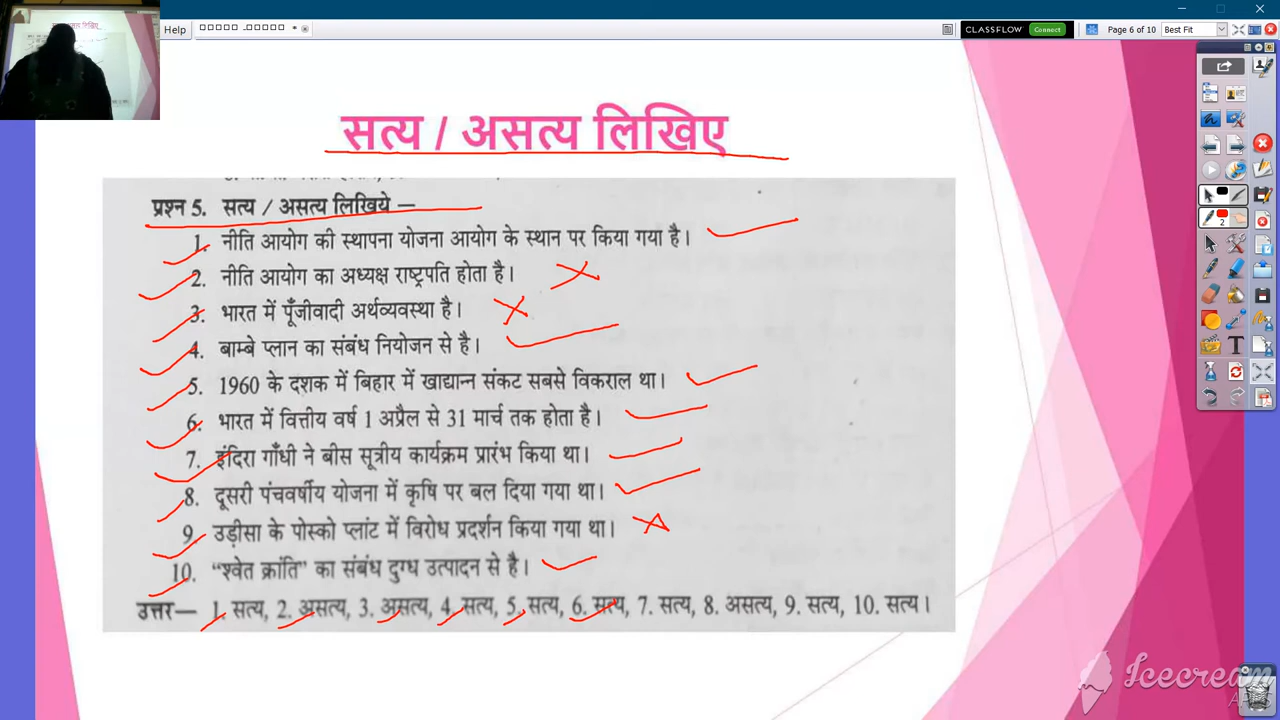 Help
CLASSFLOW Connect
Page 6 of 10
Best Fit
सत्य / असत्य लिखिए
प्रश्न 5. सत्य / असत्य लिखिये —
1. नीति आयोग की स्थापना योजना आयोग के स्थान पर किया गया है।
2. नीति आयोग का अध्यक्ष राष्ट्रपति होता है।
3. भारत में पूँजीवादी अर्थव्यवस्था है।
4. बाम्बे प्लान का संबंध नियोजन से है।
5. 1960 के दशक में बिहार में खाद्यान्न संकट सबसे विकराल था।
6. भारत में वित्तीय वर्ष 1 अप्रैल से 31 मार्च तक होता है।
7. इंदिरा गाँधी ने बीस सूत्रीय कार्यक्रम प्रारंभ किया था।
8. दूसरी पंचवर्षीय योजना में कृषि पर बल दिया गया था।
9. उड़ीसा के पोस्को प्लांट में विरोध प्रदर्शन किया गया था।
10. “श्वेत क्रांति” का संबंध दुग्ध उत्पादन से है।
उत्तर— 1. सत्य, 2. असत्य, 3. असत्य, 4. सत्य, 5. सत्य, 6. सत्य, 7. सत्य, 8. असत्य, 9. सत्य, 10. सत्य।
2
Icecream
APPS